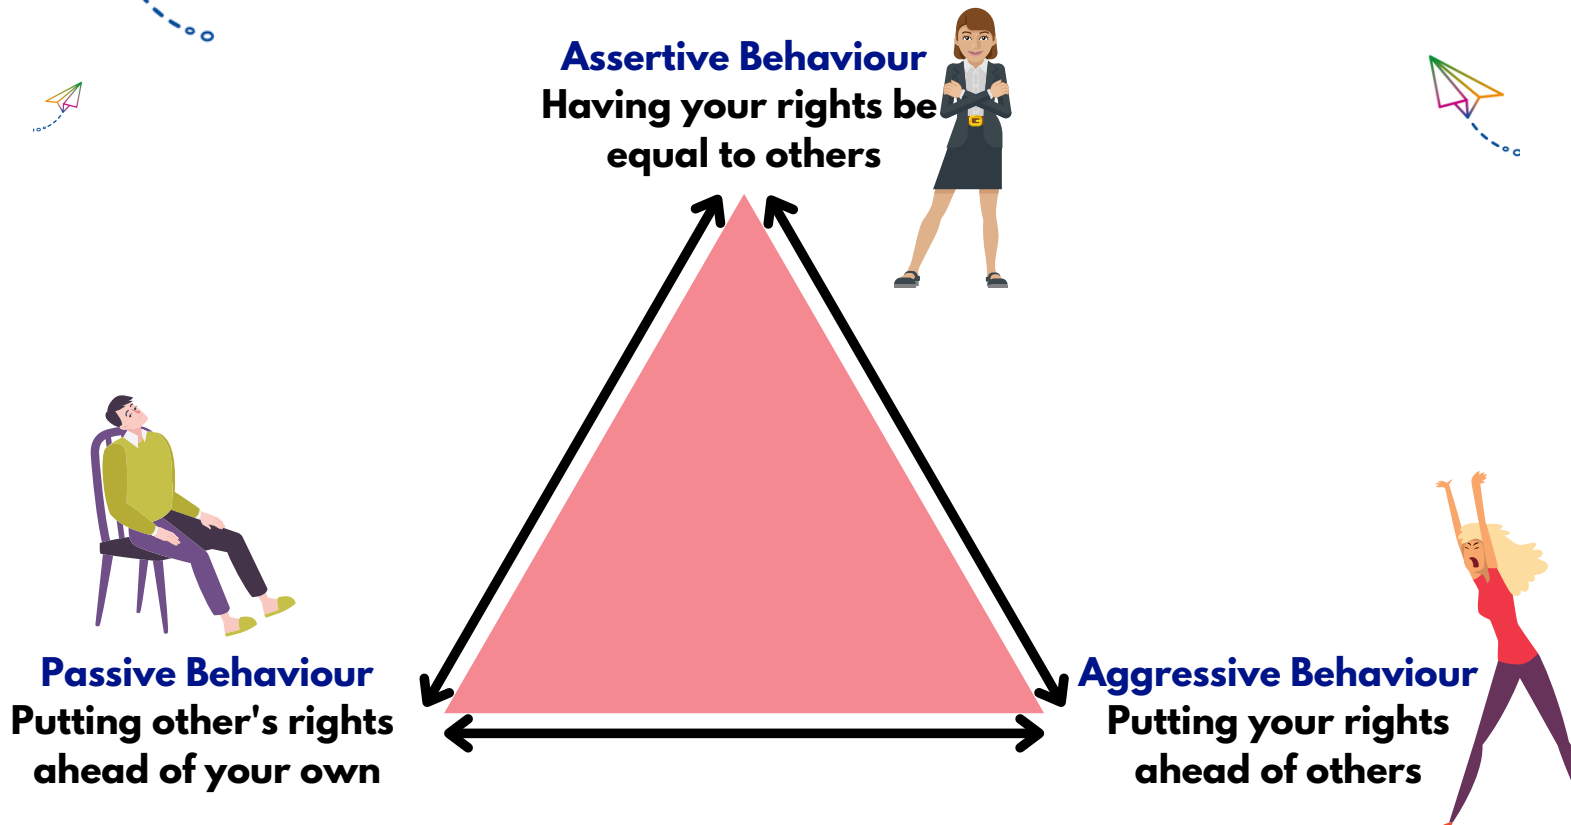 Assertive Behaviour
Having your rights be
equal to others
Passive Behaviour
Putting other's rights
ahead of your own
Aggressive Behaviour
Putting your rights
ahead of others